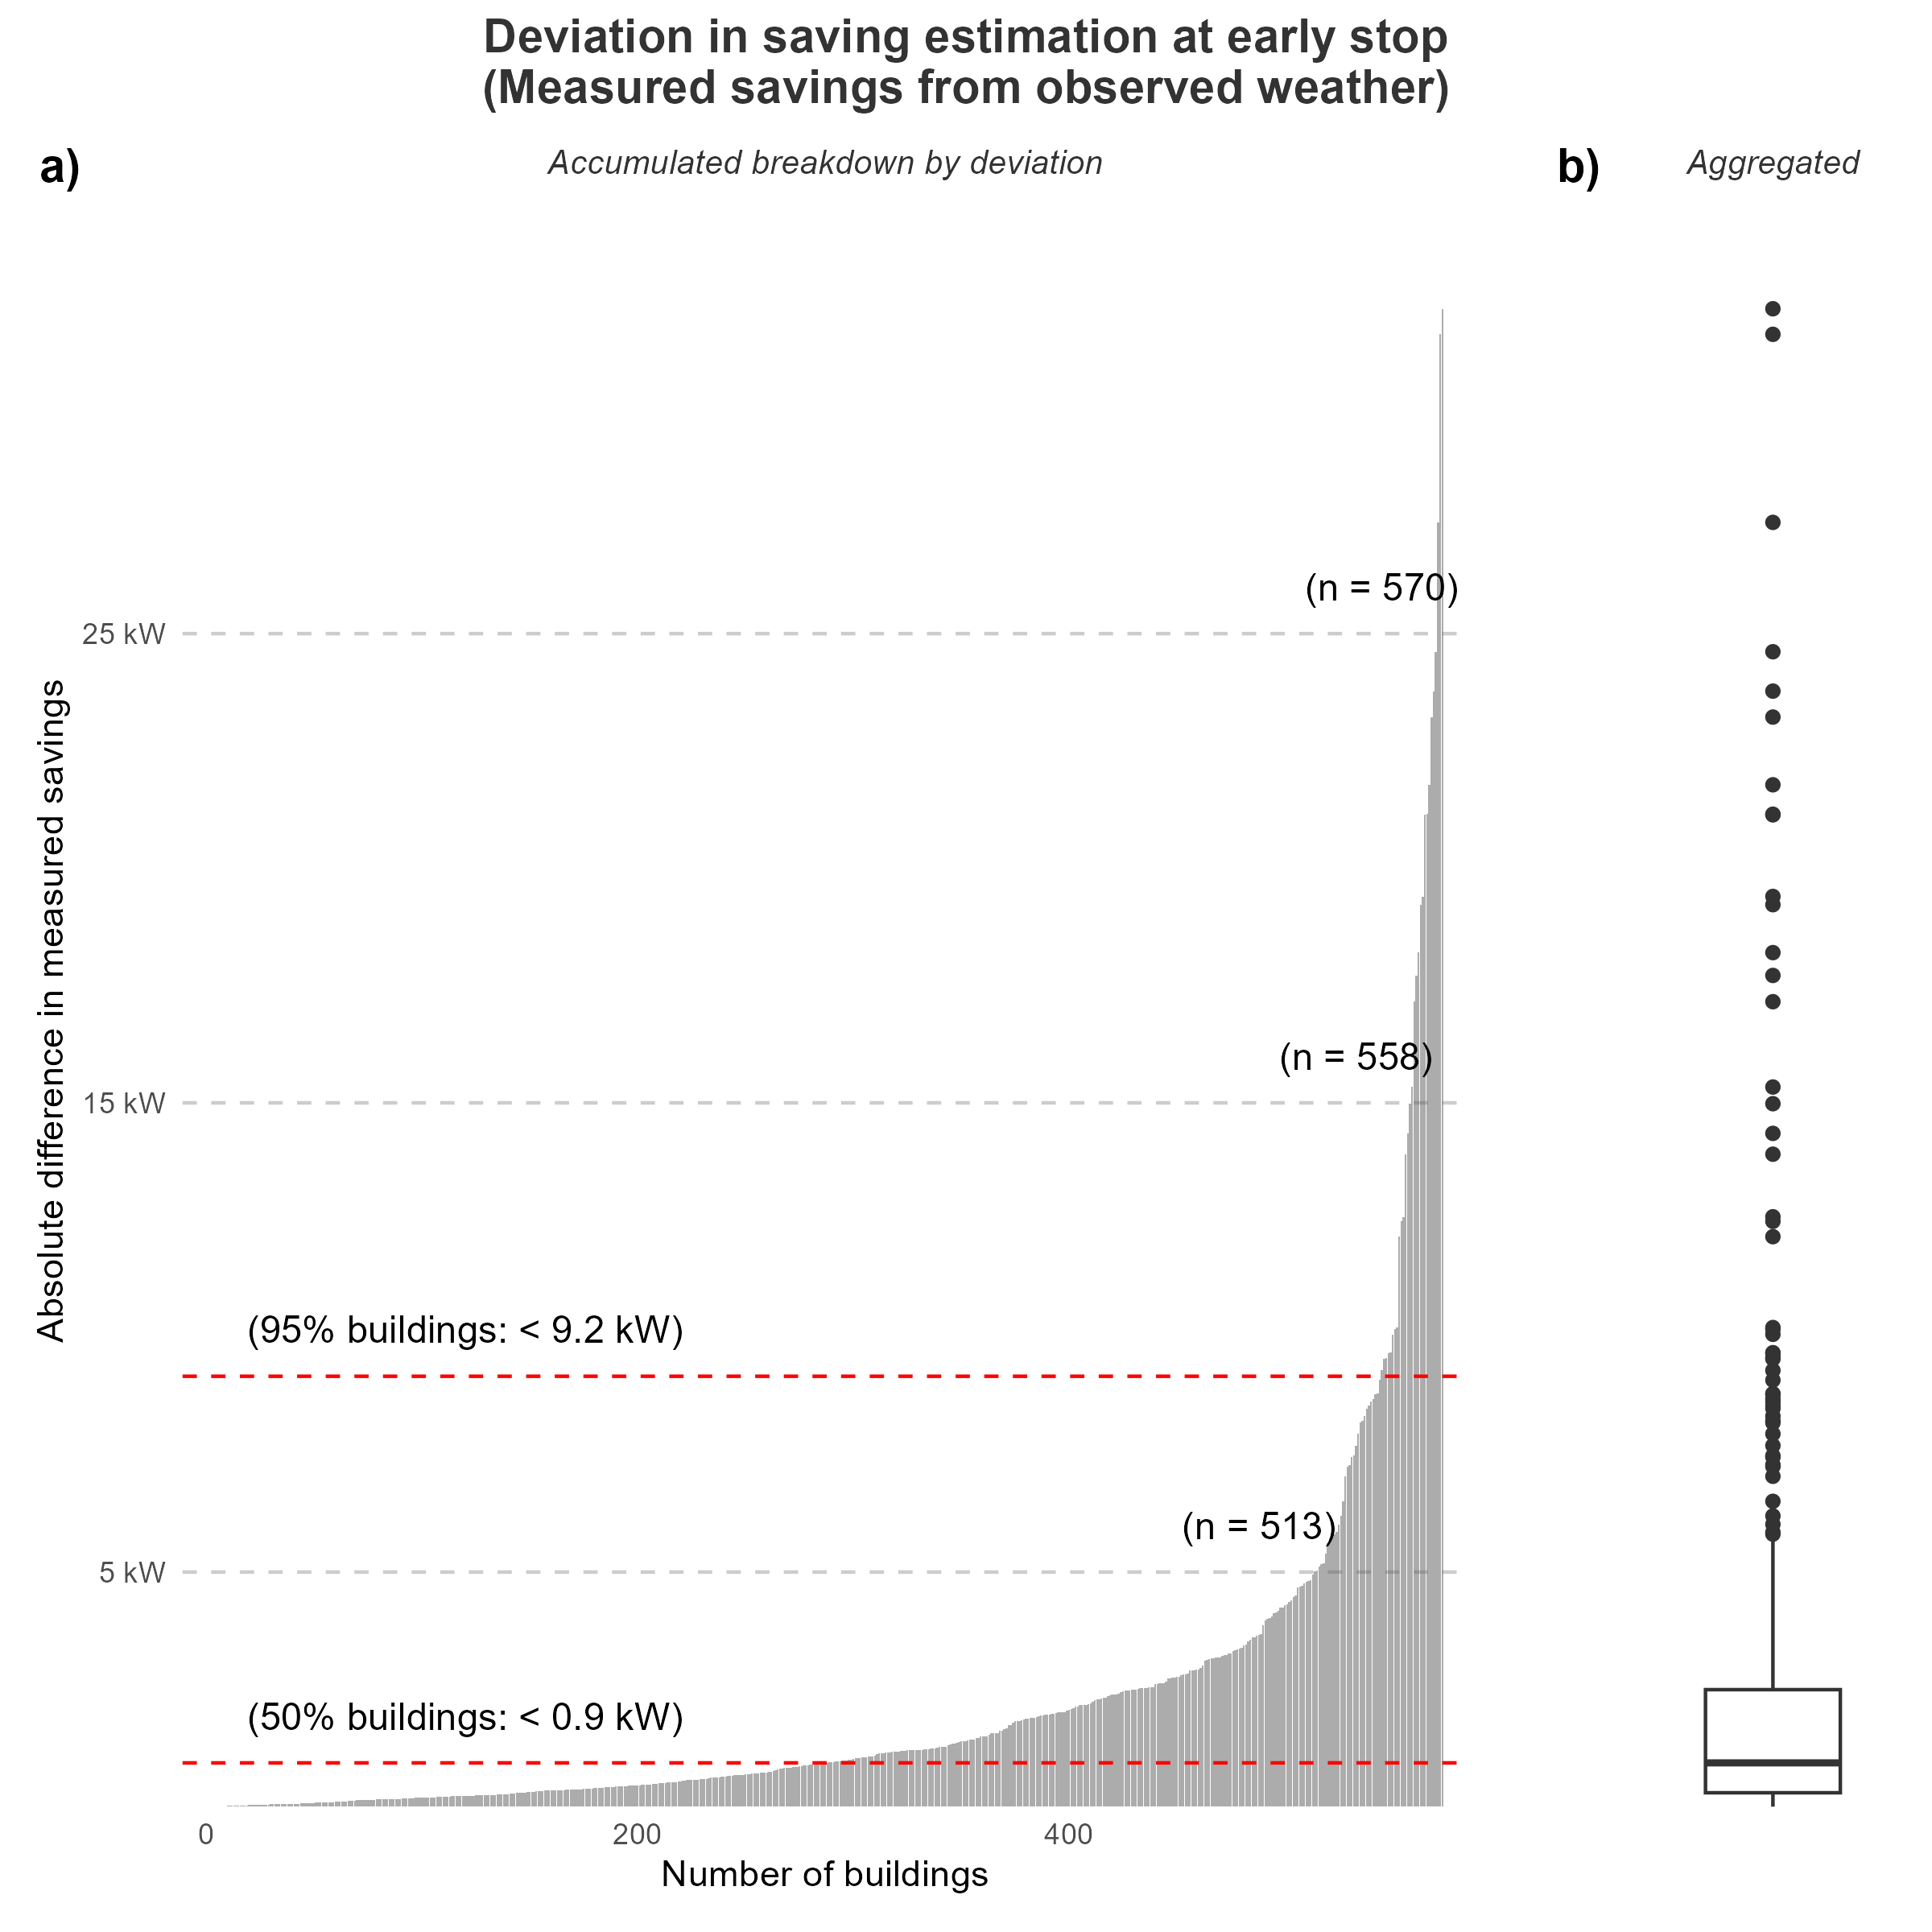 Deviation in saving estimation at early stop
(Measured savings from observed weather)
a)
Accumulated breakdown by deviation
b)
Aggregated
(n = 570)
25 kW
Absolute difference in measured savings
(n = 558)
15 kW
(95% buildings: < 9.2 kW)
(n = 513)
5 kW
(50% buildings: < 0.9 kW)
0
200
400
Number of buildings